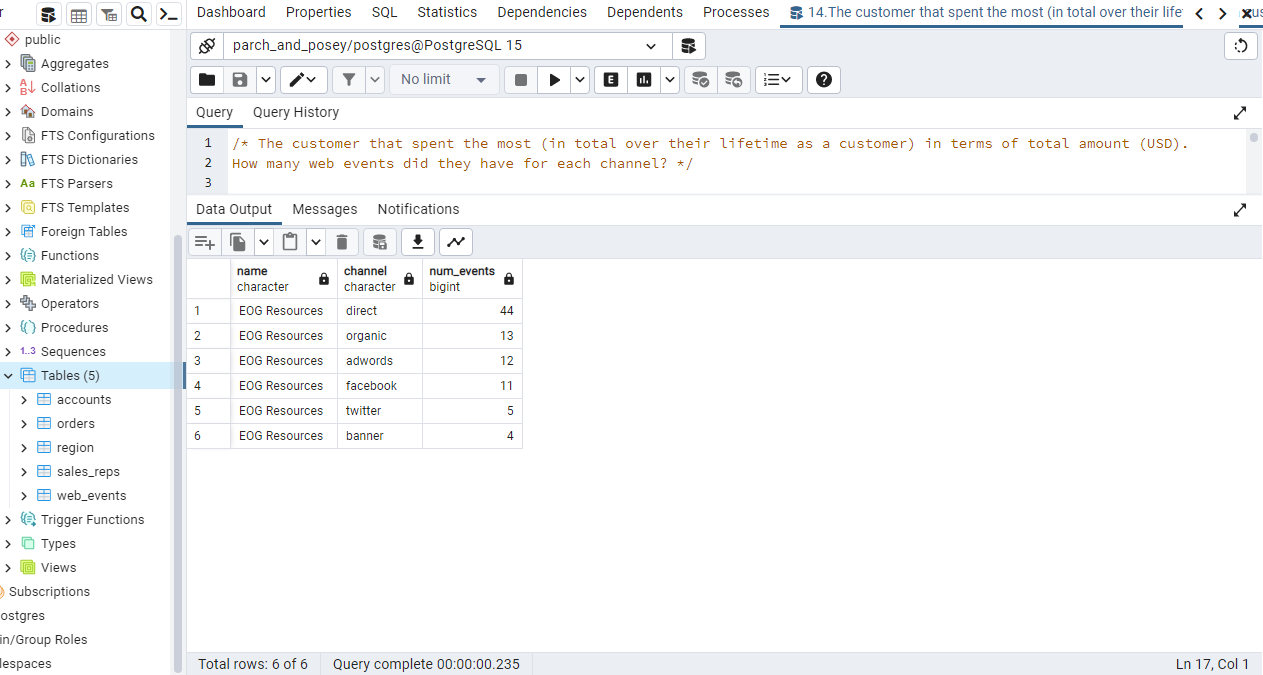 r
Dashboard Properties SQL Statistics Dependencies Dependents Processes 14.The customer that spent the most (in total over their life us
parch_and_posey/postgres@PostgreSQL 15
No limit
E
Query Query History
1 /* The customer that spent the most (in total over their lifetime as a customer) in terms of total amount (USD).
2 How many web events did they have for each channel? */
3
Data Output Messages Notifications
name character channel character num_events bigint
1 EOG Resources direct 44
2 EOG Resources organic 13
3 EOG Resources adwords 12
4 EOG Resources facebook 11
5 EOG Resources twitter 5
6 EOG Resources banner 4
Total rows: 6 of 6 Query complete 00:00:00.235 Ln 17, Col 1
public
Aggregates
Collations
Domains
FTS Configurations
FTS Dictionaries
Aa FTS Parsers
FTS Templates
Foreign Tables
Functions
Materialized Views
Operators
Procedures
1..3 Sequences
Tables (5)
accounts
orders
region
sales_reps
web_events
Trigger Functions
Types
Views
Subscriptions
ostgres
in/Group Roles
lespaces